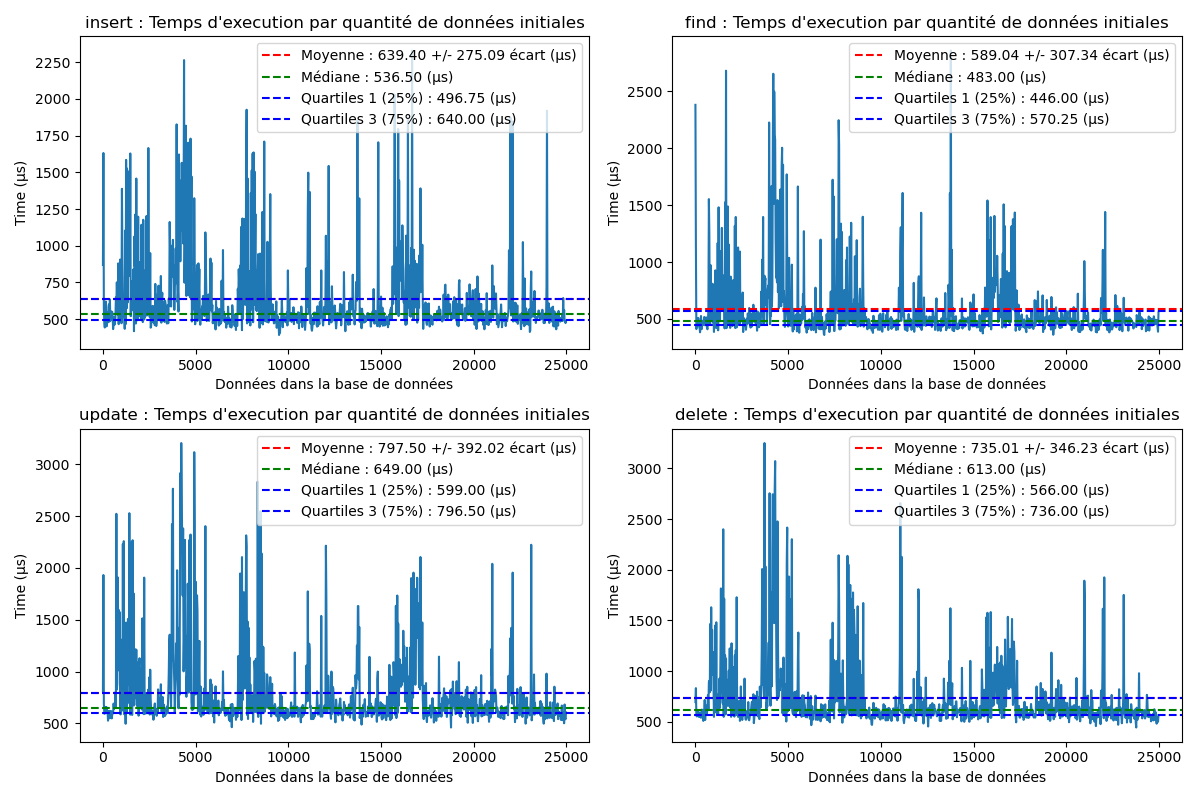 insert : Temps d'execution par quantité de données initiales
Moyenne : 639.40 +/- 275.09 écart (µs)
Médiane : 536.50 (µs)
Quartiles 1 (25%) : 496.75 (µs)
Quartiles 3 (75%) : 640.00 (µs)
Time (µs)
2250
2000
1750
1500
1250
1000
750
500
0 5000 10000 15000 20000 25000
Données dans la base de données
find : Temps d'execution par quantité de données initiales
Moyenne : 589.04 +/- 307.34 écart (µs)
Médiane : 483.00 (µs)
Quartiles 1 (25%) : 446.00 (µs)
Quartiles 3 (75%) : 570.25 (µs)
Time (µs)
2500
2000
1500
1000
500
0 5000 10000 15000 20000 25000
Données dans la base de données
update : Temps d'execution par quantité de données initiales
Moyenne : 797.50 +/- 392.02 écart (µs)
Médiane : 649.00 (µs)
Quartiles 1 (25%) : 599.00 (µs)
Quartiles 3 (75%) : 796.50 (µs)
Time (µs)
3000
2500
2000
1500
1000
500
0 5000 10000 15000 20000 25000
Données dans la base de données
delete : Temps d'execution par quantité de données initiales
Moyenne : 735.01 +/- 346.23 écart (µs)
Médiane : 613.00 (µs)
Quartiles 1 (25%) : 566.00 (µs)
Quartiles 3 (75%) : 736.00 (µs)
Time (µs)
3000
2500
2000
1500
1000
500
0 5000 10000 15000 20000 25000
Données dans la base de données